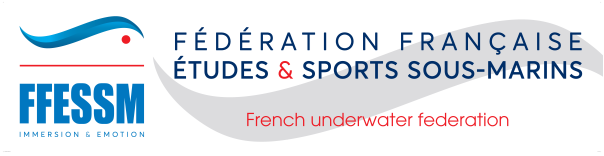 FFESSM
IMMERSION & EMOTION
FÉDÉRATION FRANÇAISE
ÉTUDES & SPORTS SOUS-MARINS
French underwater federation